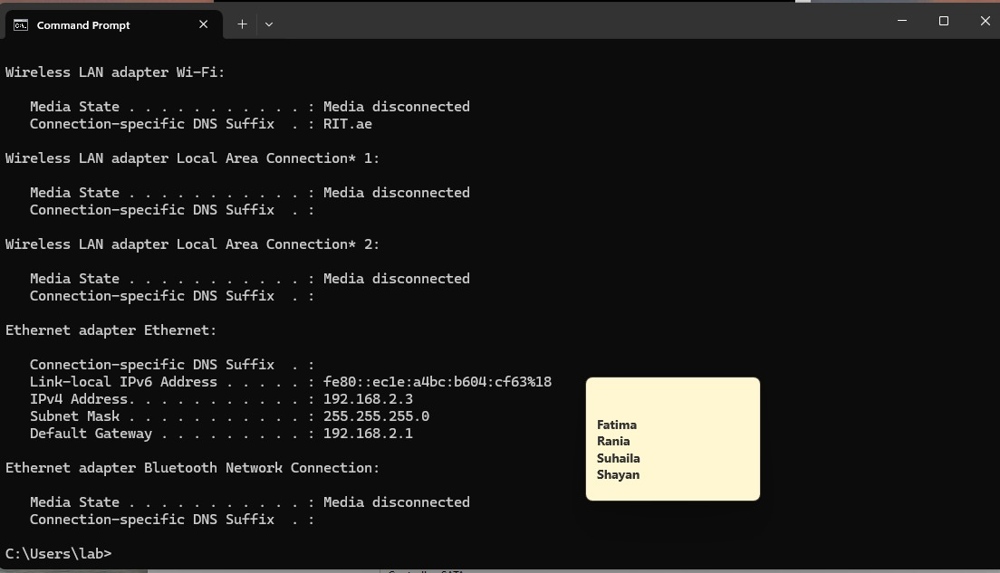 Command Prompt
Wireless LAN adapter Wi-Fi:
Media State . . . . . . . . . . . : Media disconnected
Connection-specific DNS Suffix  . : RIT.ae
Wireless LAN adapter Local Area Connection* 1:
Media State . . . . . . . . . . . : Media disconnected
Connection-specific DNS Suffix  . :
Wireless LAN adapter Local Area Connection* 2:
Media State . . . . . . . . . . . : Media disconnected
Connection-specific DNS Suffix  . :
Ethernet adapter Ethernet:
Connection-specific DNS Suffix  . :
Link-local IPv6 Address . . . . . : fe80::ec1e:a4bc:b604:cf63%18
IPv4 Address. . . . . . . . . . . : 192.168.2.3
Subnet Mask . . . . . . . . . . . : 255.255.255.0
Default Gateway . . . . . . . . . : 192.168.2.1
Fatima
Rania
Suhaila
Shayan
Ethernet adapter Bluetooth Network Connection:
Media State . . . . . . . . . . . : Media disconnected
Connection-specific DNS Suffix  . :
C:\Users\lab>